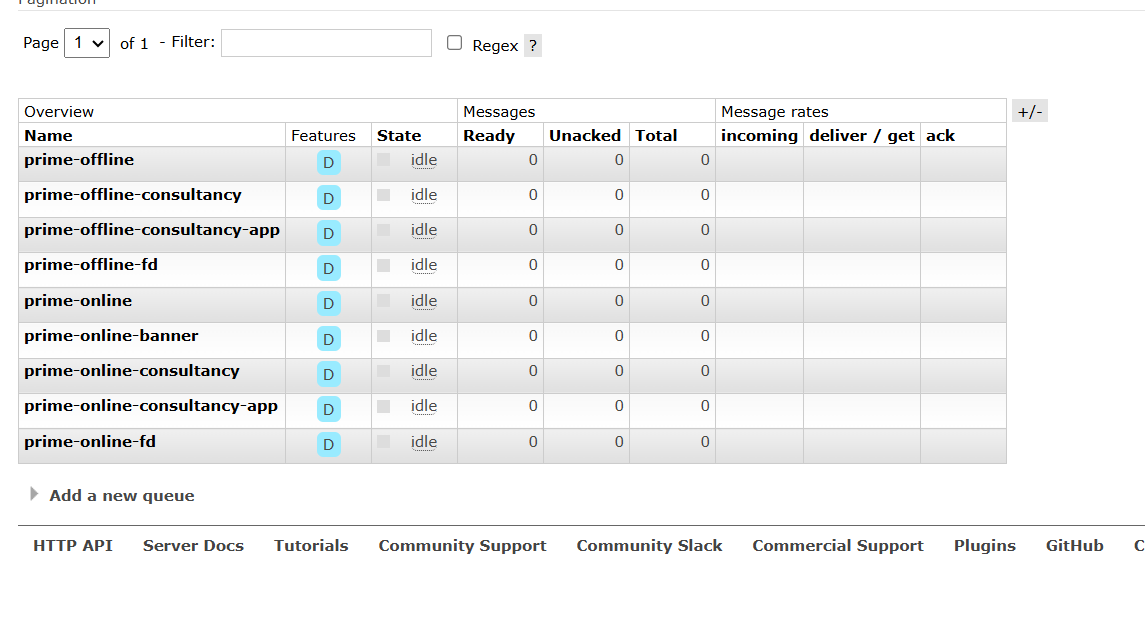 Pagination
Page 1 of 1 - Filter: Regex ?
Overview Messages Message rates +/-
Name Features State Ready Unacked Total incoming deliver / get ack
prime-offline D idle 0 0 0
prime-offline-consultancy D idle 0 0 0
prime-offline-consultancy-app D idle 0 0 0
prime-offline-fd D idle 0 0 0
prime-online D idle 0 0 0
prime-online-banner D idle 0 0 0
prime-online-consultancy D idle 0 0 0
prime-online-consultancy-app D idle 0 0 0
prime-online-fd D idle 0 0 0
Add a new queue
HTTP API Server Docs Tutorials Community Support Community Slack Commercial Support Plugins GitHub